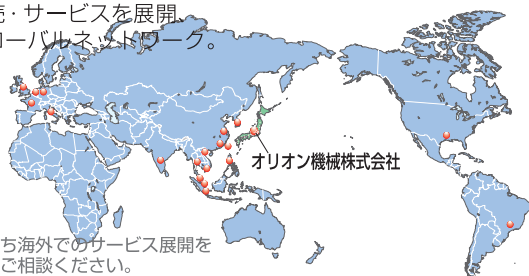 売・サービスを展開、
ローバルネットワーク。
オリオン機械株式会社
ち海外でのサービス展開を
ご相談ください。